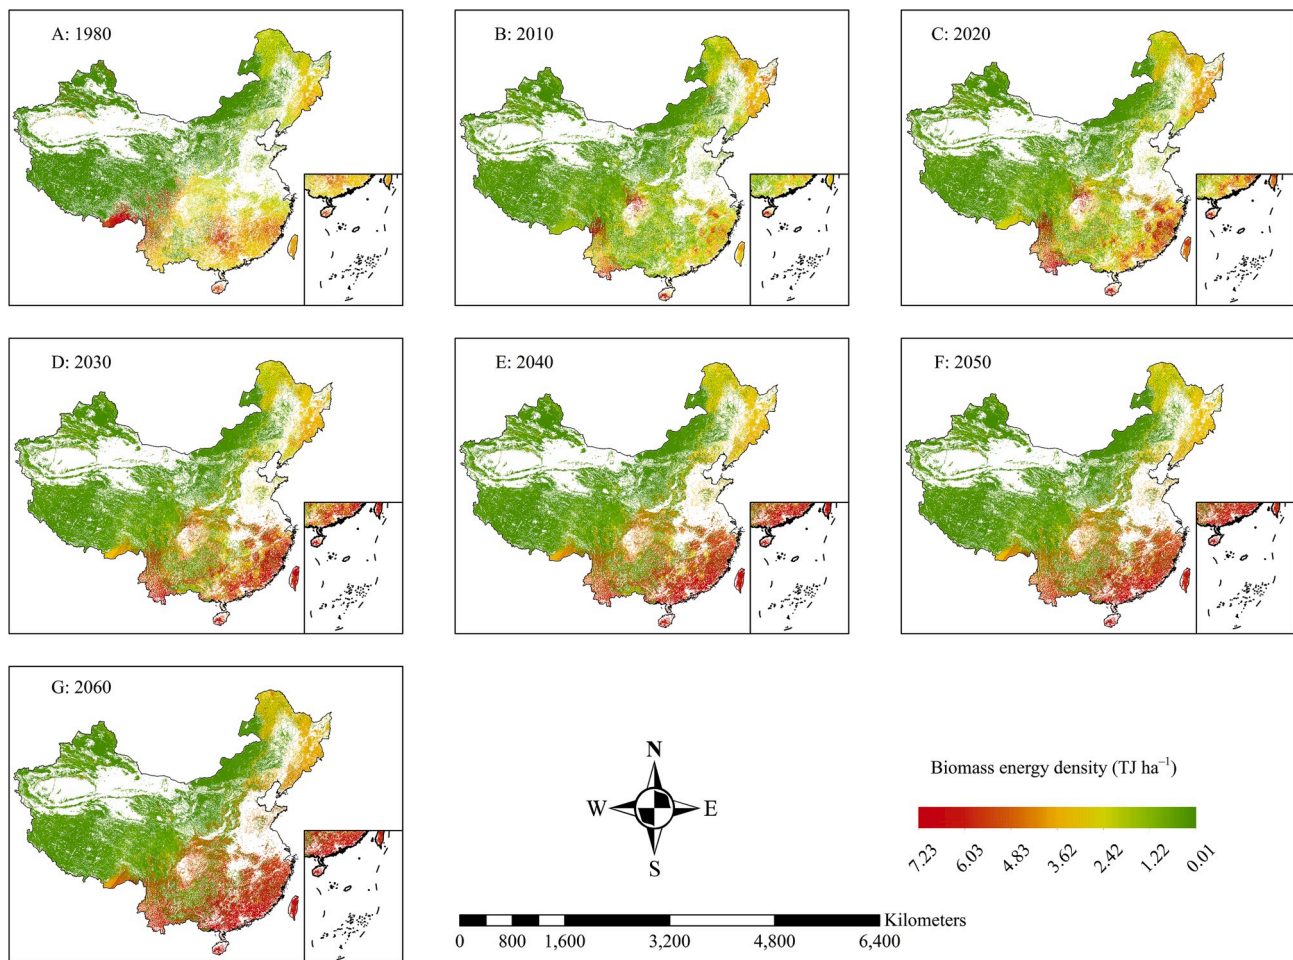 A: 1980
B: 2010
C: 2020
D: 2030
E: 2040
F: 2050
G: 2060
N
W E
S
Biomass energy density (TJ ha⁻¹)
7.23 6.03 4.83 3.62 2.42 1.22 0.01
Kilometers
0 800 1,600 3,200 4,800 6,400